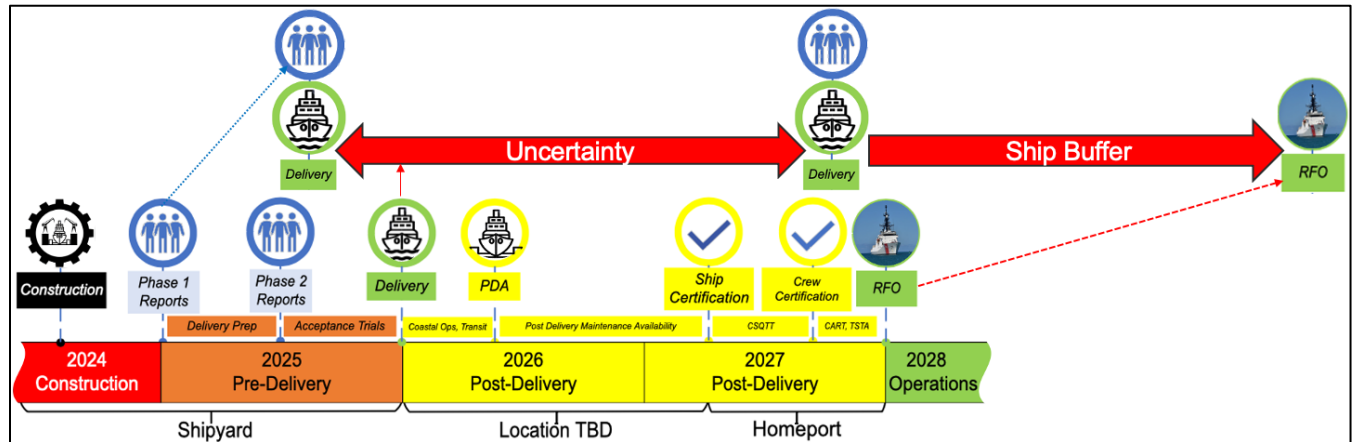 Delivery
Uncertainty
Delivery
Ship Buffer
RFO
Construction
Phase 1
Reports
Phase 2
Reports
Delivery
PDA
Ship
Certification
Crew
Certification
RFO
Delivery Prep
Acceptance Trials
Coastal Ops, Transit
Post Delivery Maintenance Availability
CSQTT
CART, TSTA
2024
Construction
2025
Pre-Delivery
2026
Post-Delivery
2027
Post-Delivery
2028
Operations
Shipyard
Location TBD
Homeport